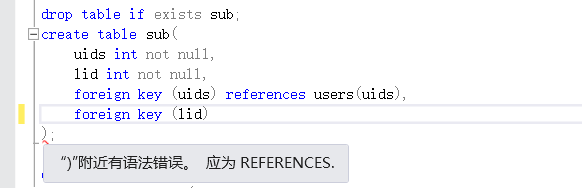 drop table if exists sub;
create table sub(
uids int not null,
lid int not null,
foreign key (uids) references users(uids),
foreign key (lid)
);
“)”附近有语法错误。 应为 REFERENCES.